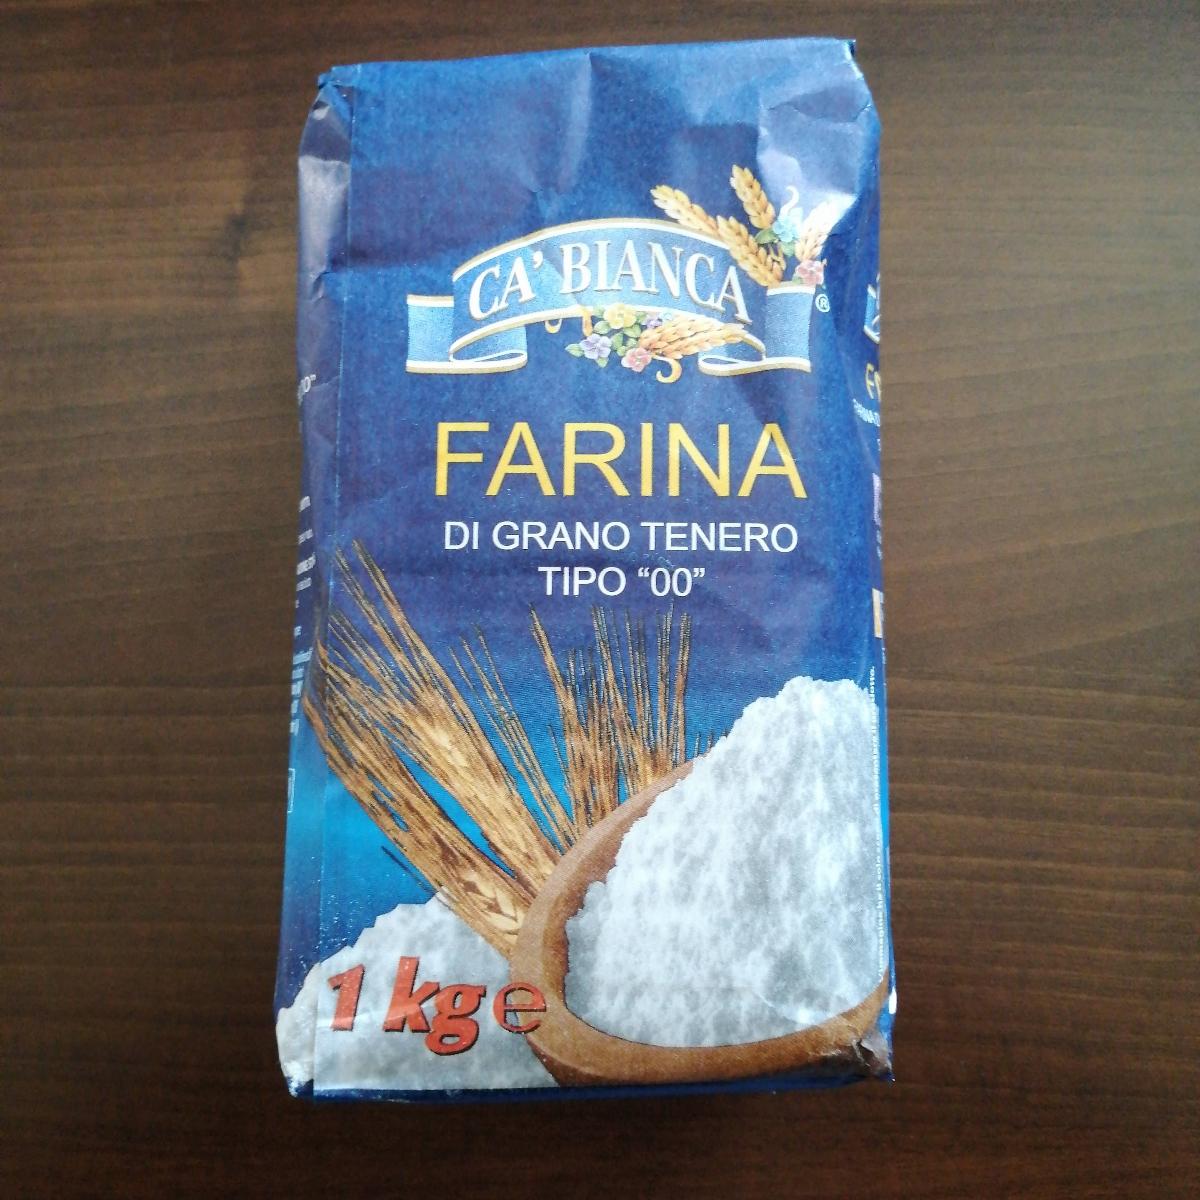 CA' BIANCA
®
FARINA
DI GRANO TENERO
TIPO “00”
1 kg ℮